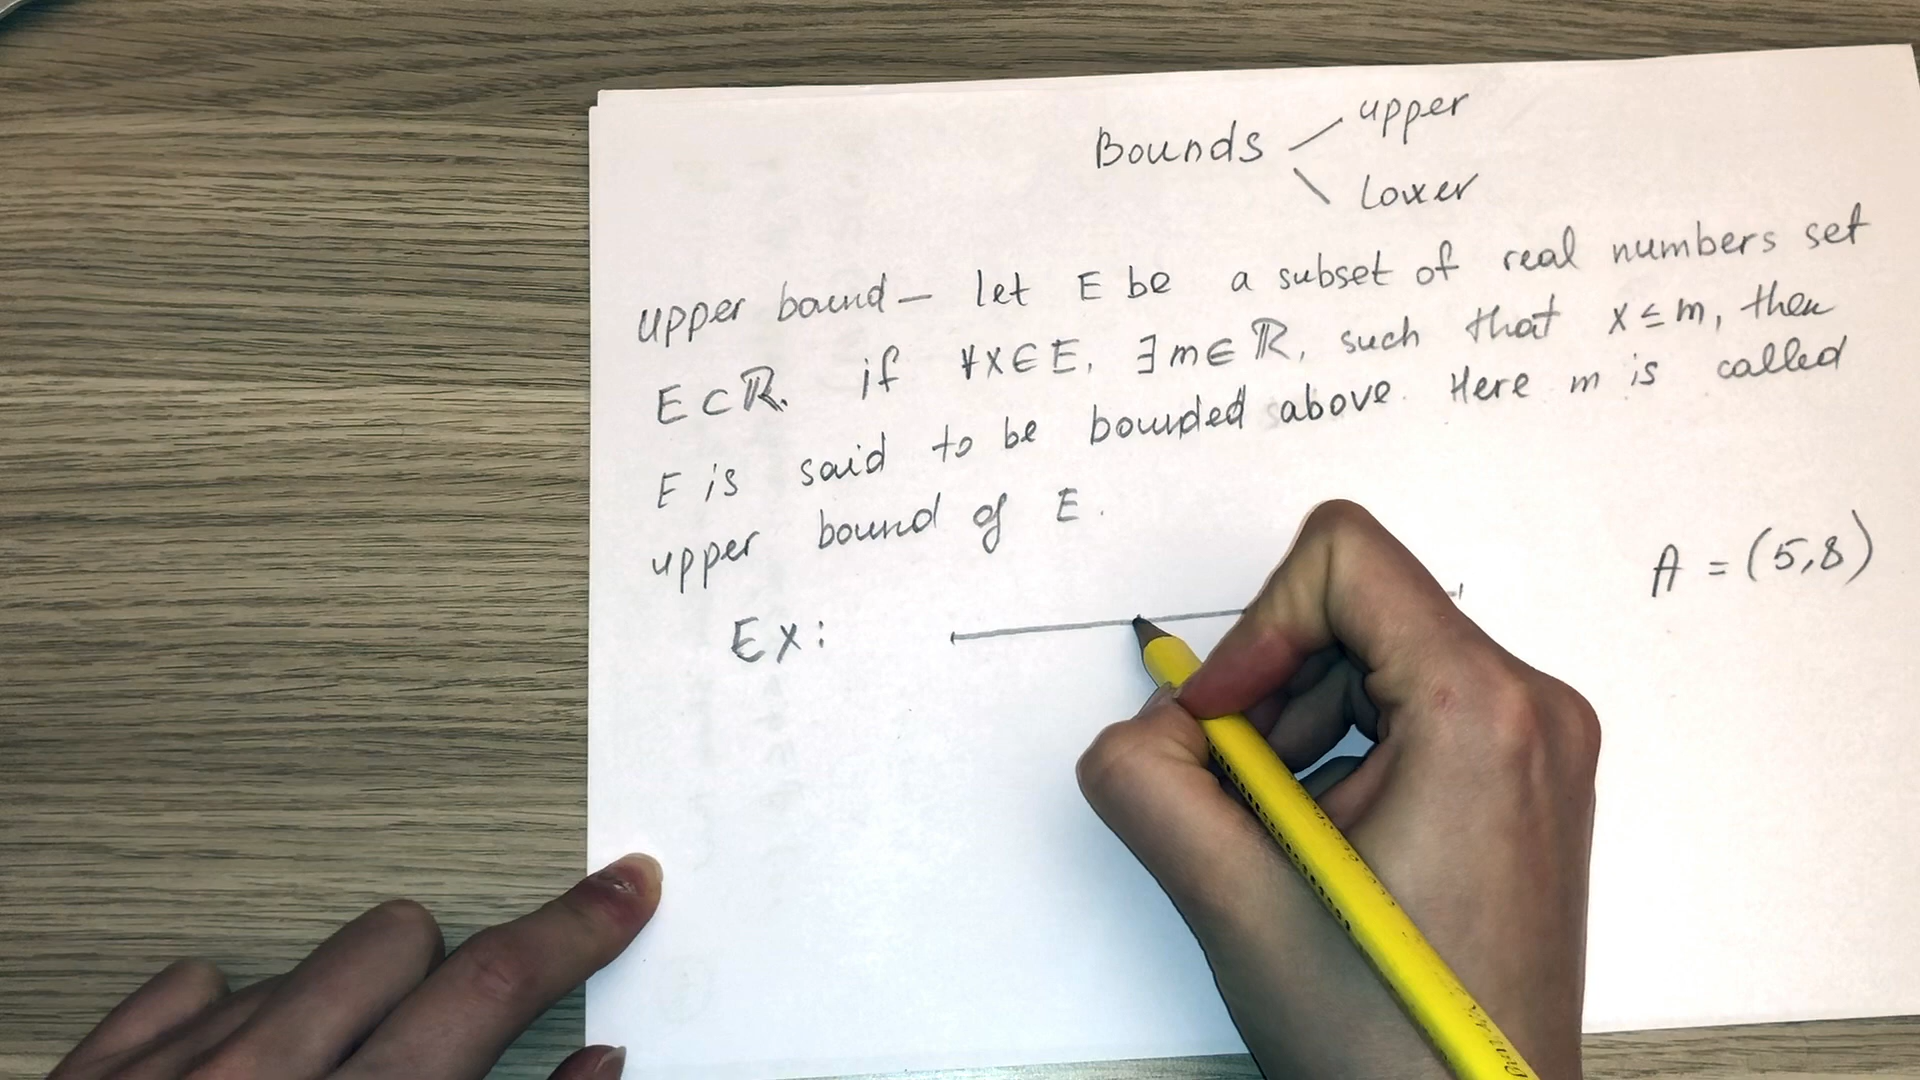 Bounds
upper
Lower
upper bound — let E be a subset of real numbers set
E ⊂ ℝ. if ∀x∈E, ∃m∈ℝ, such that x≤m, then
E is said to be bounded above. Here m is called
upper bound of E.
A = (5,8)
Ex: